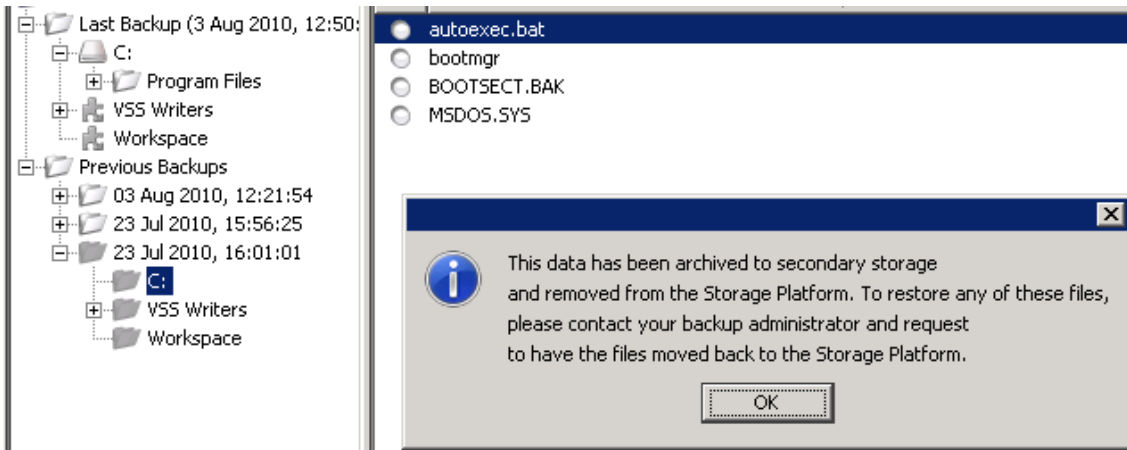 Last Backup (3 Aug 2010, 12:50:
C:
Program Files
VSS Writers
Workspace
Previous Backups
03 Aug 2010, 12:21:54
23 Jul 2010, 15:56:25
23 Jul 2010, 16:01:01
C:
VSS Writers
Workspace
autoexec.bat
bootmgr
BOOTSECT.BAK
MSDOS.SYS
This data has been archived to secondary storage
and removed from the Storage Platform. To restore any of these files,
please contact your backup administrator and request
to have the files moved back to the Storage Platform.
OK